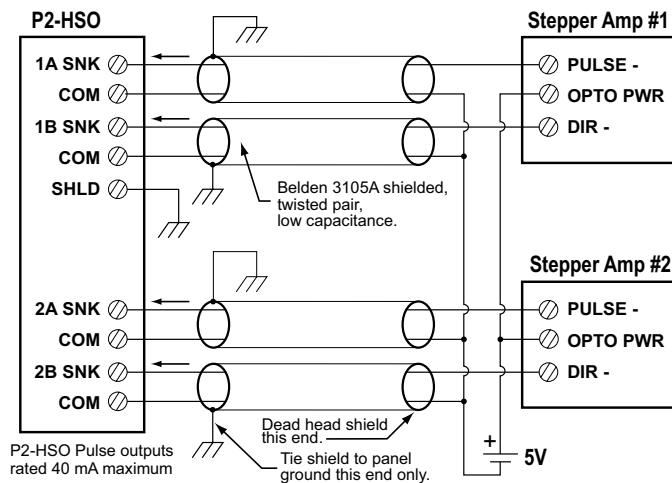 P2-HSO
1A SNK
COM
1B SNK
COM
SHLD
2A SNK
COM
2B SNK
COM
P2-HSO Pulse outputs
rated 40 mA maximum
Belden 3105A shielded,
twisted pair,
low capacitance.
Dead head shield
this end.
Tie shield to panel
ground this end only.
Stepper Amp #1
PULSE -
OPTO PWR
DIR -
Stepper Amp #2
PULSE -
OPTO PWR
DIR -
+
5V